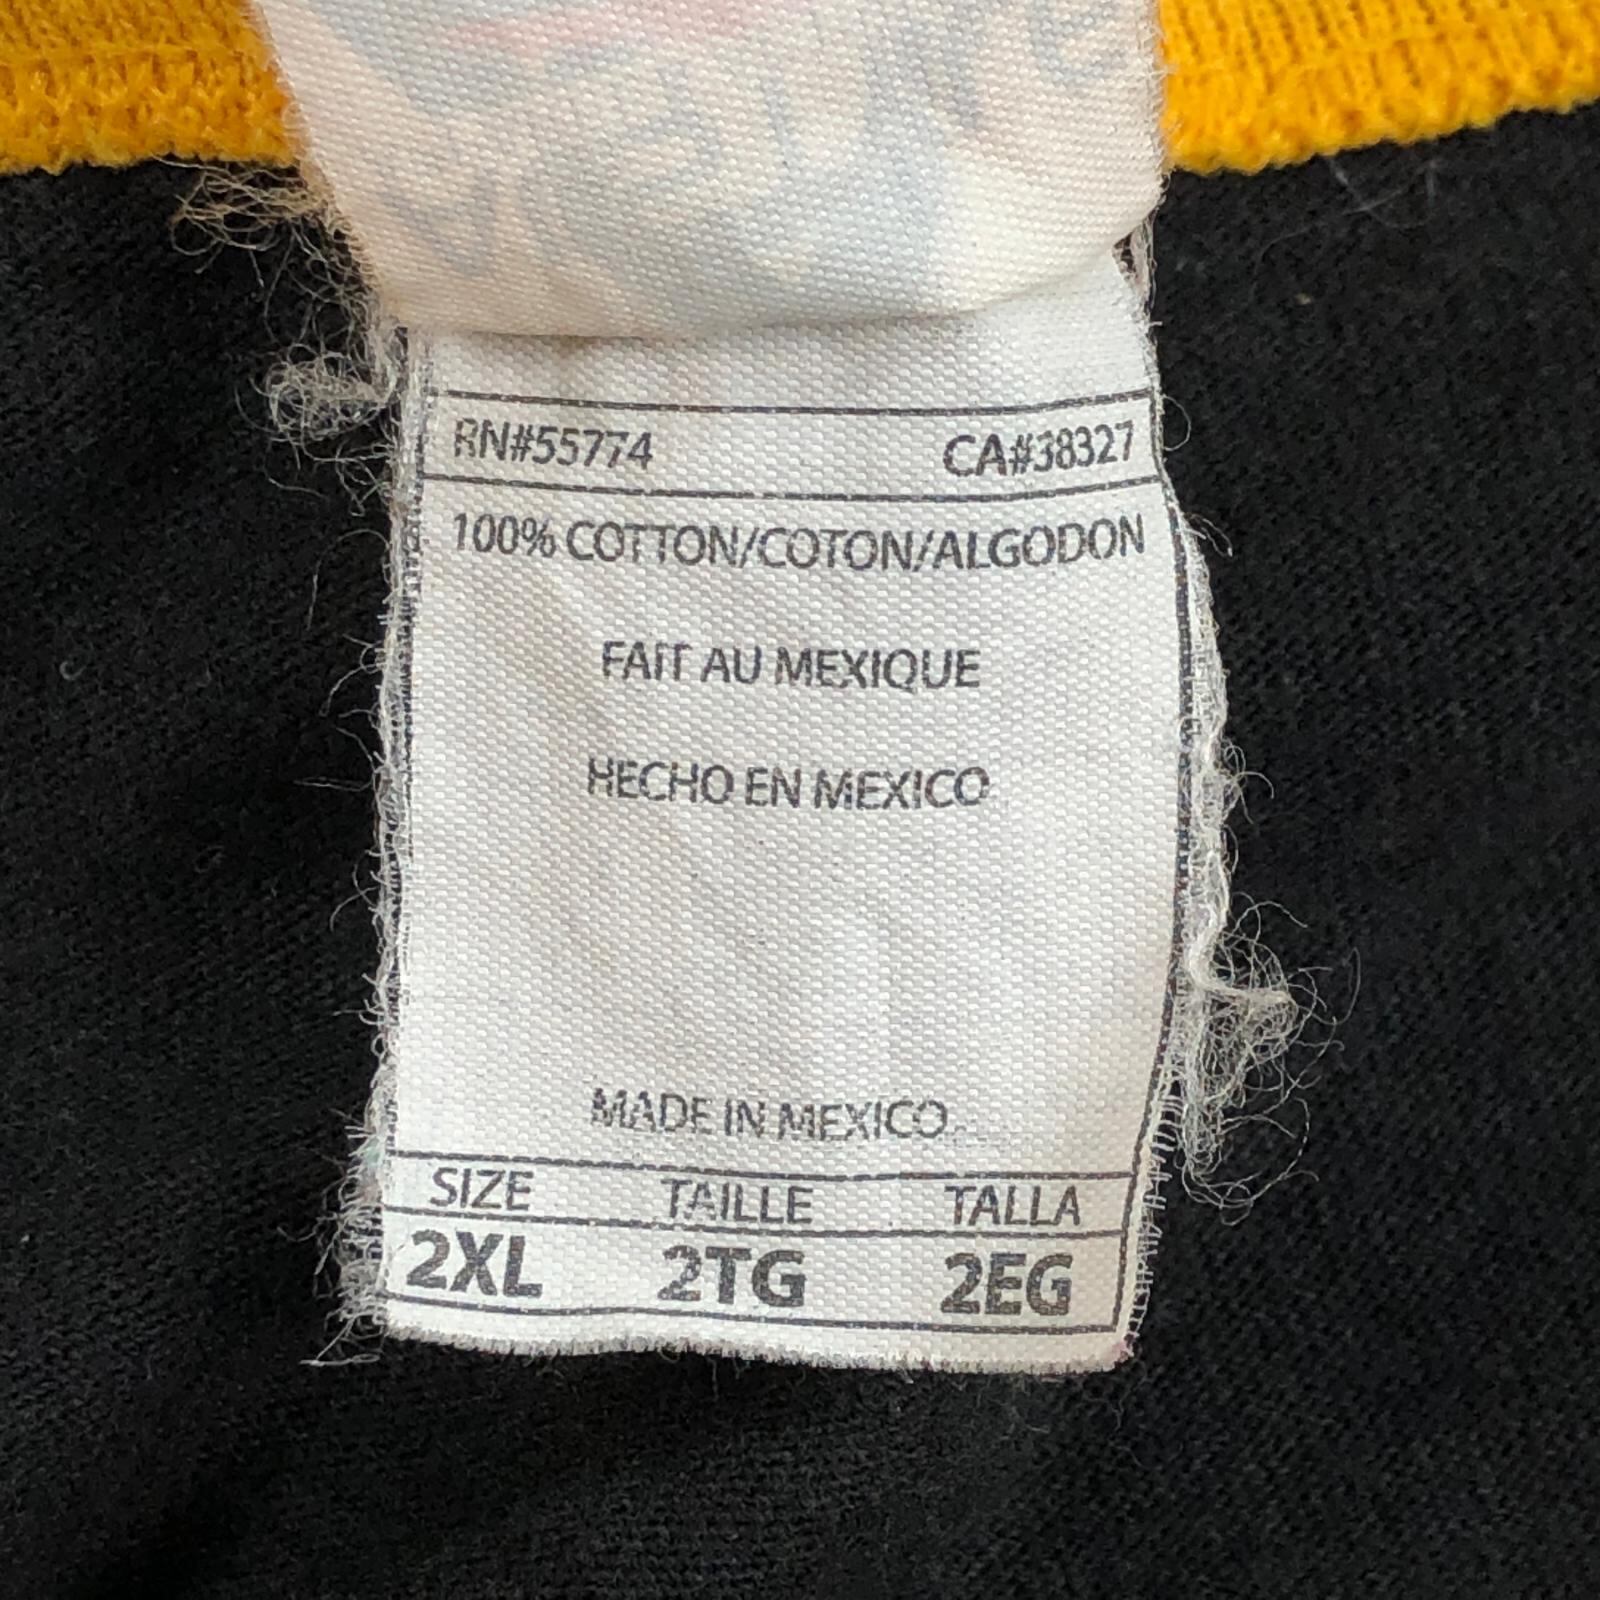 RN#55774 CA#38327
100% COTTON/COTON/ALGODON
FAIT AU MEXIQUE
HECHO EN MEXICO
MADE IN MEXICO
SIZE TAILLE TALLA
2XL 2TG 2EG